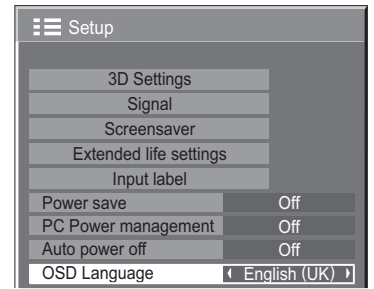 Setup
3D Settings
Signal
Screensaver
Extended life settings
Input label
Power save Off
PC Power management Off
Auto power off Off
OSD Language English (UK)